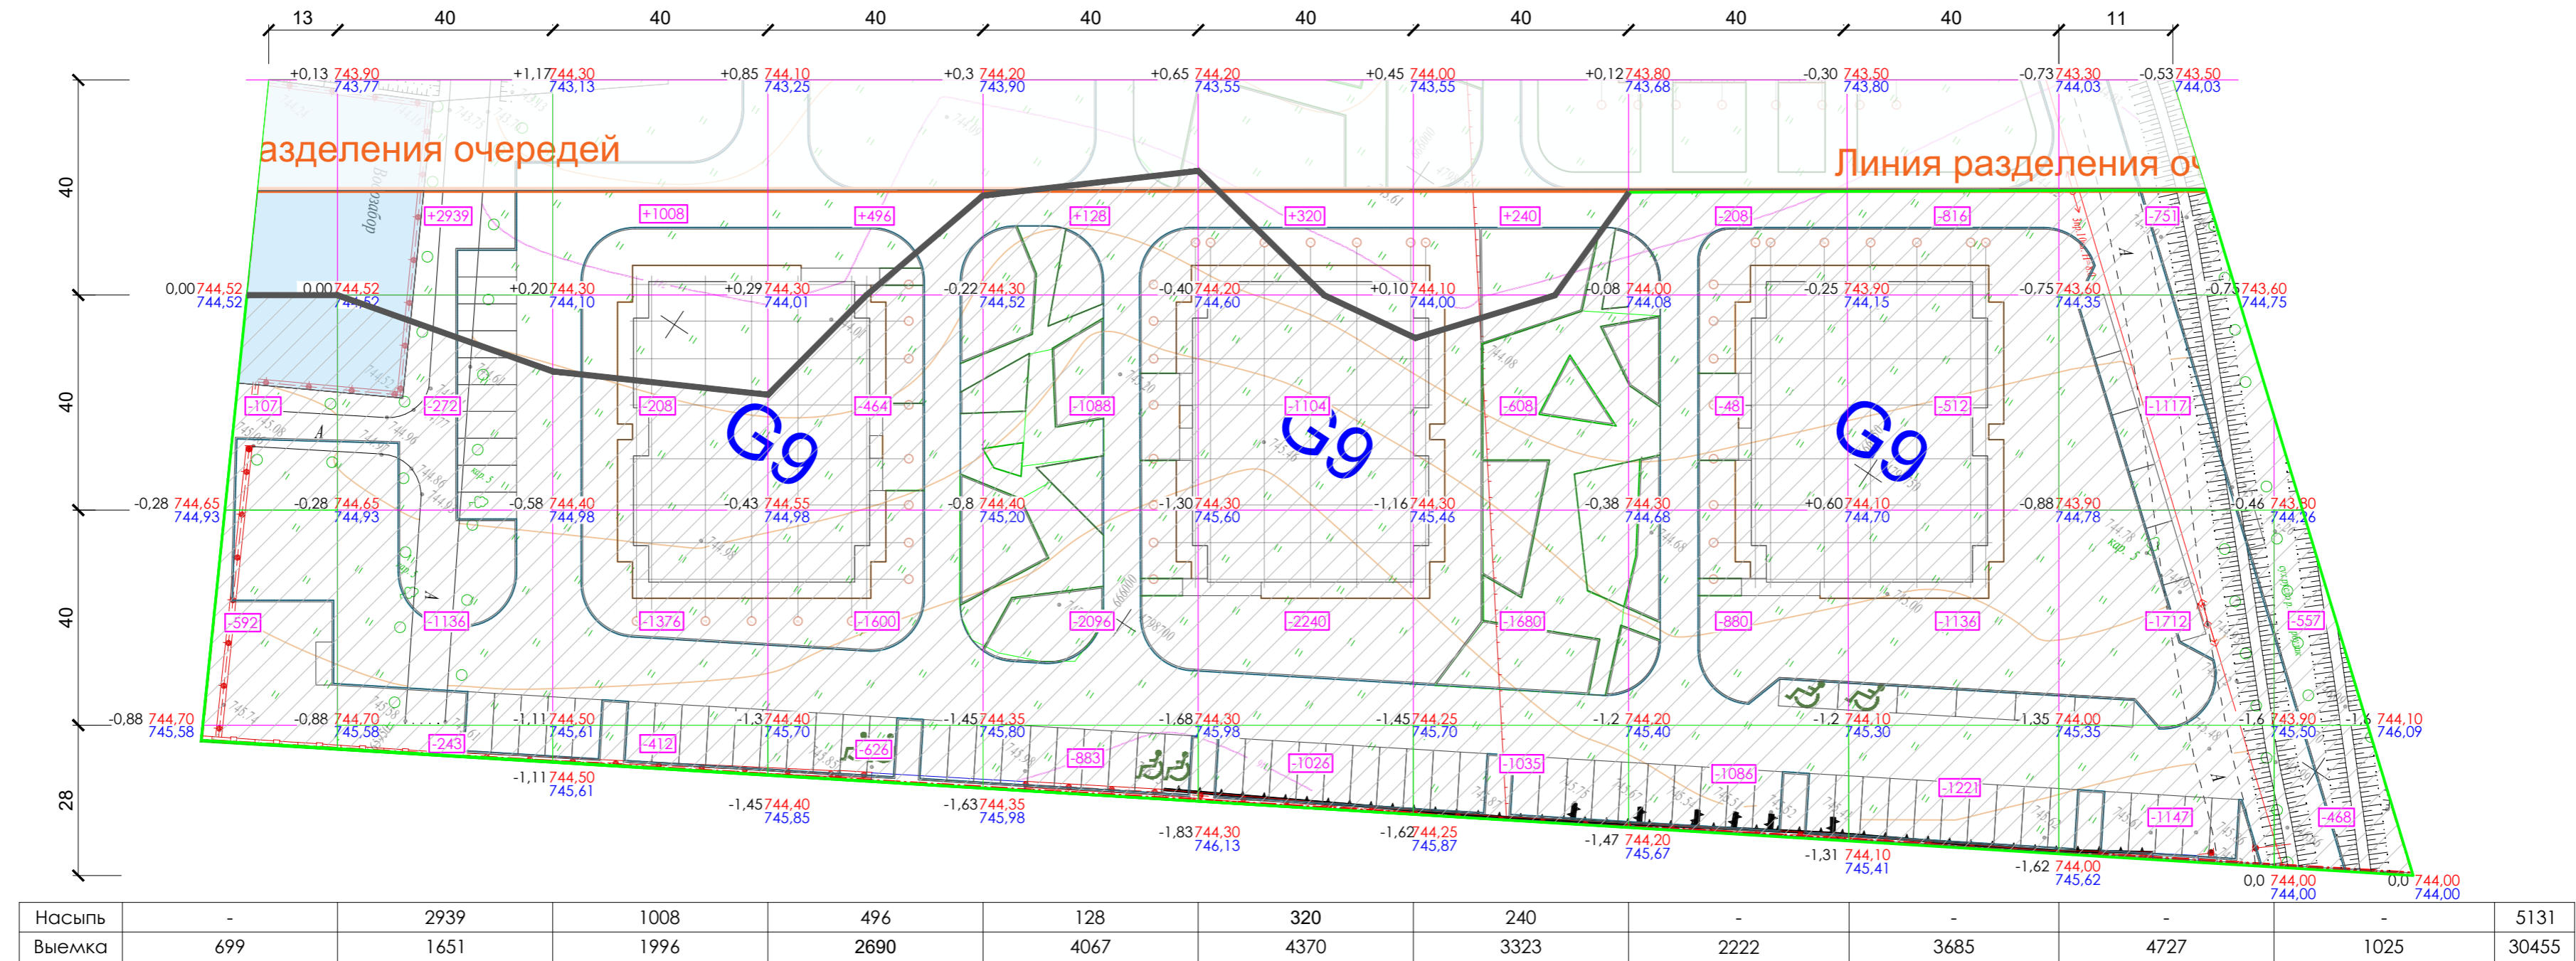 13 40 40 40 40 40 40 40 40 11
+0,13 743,90 +1,17 744,30 +0,85 744,10 +0,3 744,20 +0,65 744,20 +0,45 744,00 +0,12 743,80 -0,30 743,50 -0,73 743,30 -0,53 743,50
743,77 743,13 743,25 743,90 743,55 743,55 743,68 743,80 744,03 744,03
азделения очередей Линия разделения оч
40
Водозабор
+2939 +1008 +496 +128 +320 +240 -208 -816 -751
0,00 744,52 0,00 744,52 +0,20 744,30 +0,29 744,30 -0,22 744,30 -0,40 744,20 +0,10 744,10 -0,08 744,00 -0,25 743,90 -0,75 743,60 -0,75 743,60
744,52 744,52 744,10 744,01 744,52 744,60 744,00 744,08 744,15 744,35 744,75
40
-107 -272 -208 -464 -1088 -1104 -608 -48 -512 -1117
G9 G9 G9
-0,28 744,65 -0,28 744,65 -0,58 744,40 -0,43 744,55 -0,8 744,40 -1,30 744,30 -1,16 744,30 -0,38 744,30 +0,60 744,10 -0,88 743,90 -0,46 743,80
744,93 744,93 744,98 744,98 745,20 745,60 745,46 744,68 744,70 744,78 744,26
40
-592 -1136 -1376 -1600 -2096 -2240 -1680 -880 -1136 -1712 -557
-0,88 744,70 -0,88 744,70 -1,11 744,50 -1,3 744,40 -1,45 744,35 -1,68 744,30 -1,45 744,25 -1,2 744,20 -1,2 744,10 -1,35 744,00 -1,6 743,90 -1,6 744,10
745,58 745,58 745,61 745,70 745,80 745,98 745,70 745,40 745,30 745,35 745,50 746,09
28
-243 -412 -626 -883 -1026 -1035 -1086 -1221 -1147 -468
-1,11 744,50 -1,45 744,40 -1,63 744,35 -1,83 744,30 -1,62 744,25 -1,47 744,20 -1,31 744,10 -1,62 744,00 0,0 744,00 0,0 744,00
745,61 745,85 745,98 746,13 745,87 745,67 745,41 745,62 744,00 744,00
Насыпь - 2939 1008 496 128 320 240 - - - - 5131
Выемка 699 1651 1996 2690 4067 4370 3323 2222 3685 4727 1025 30455